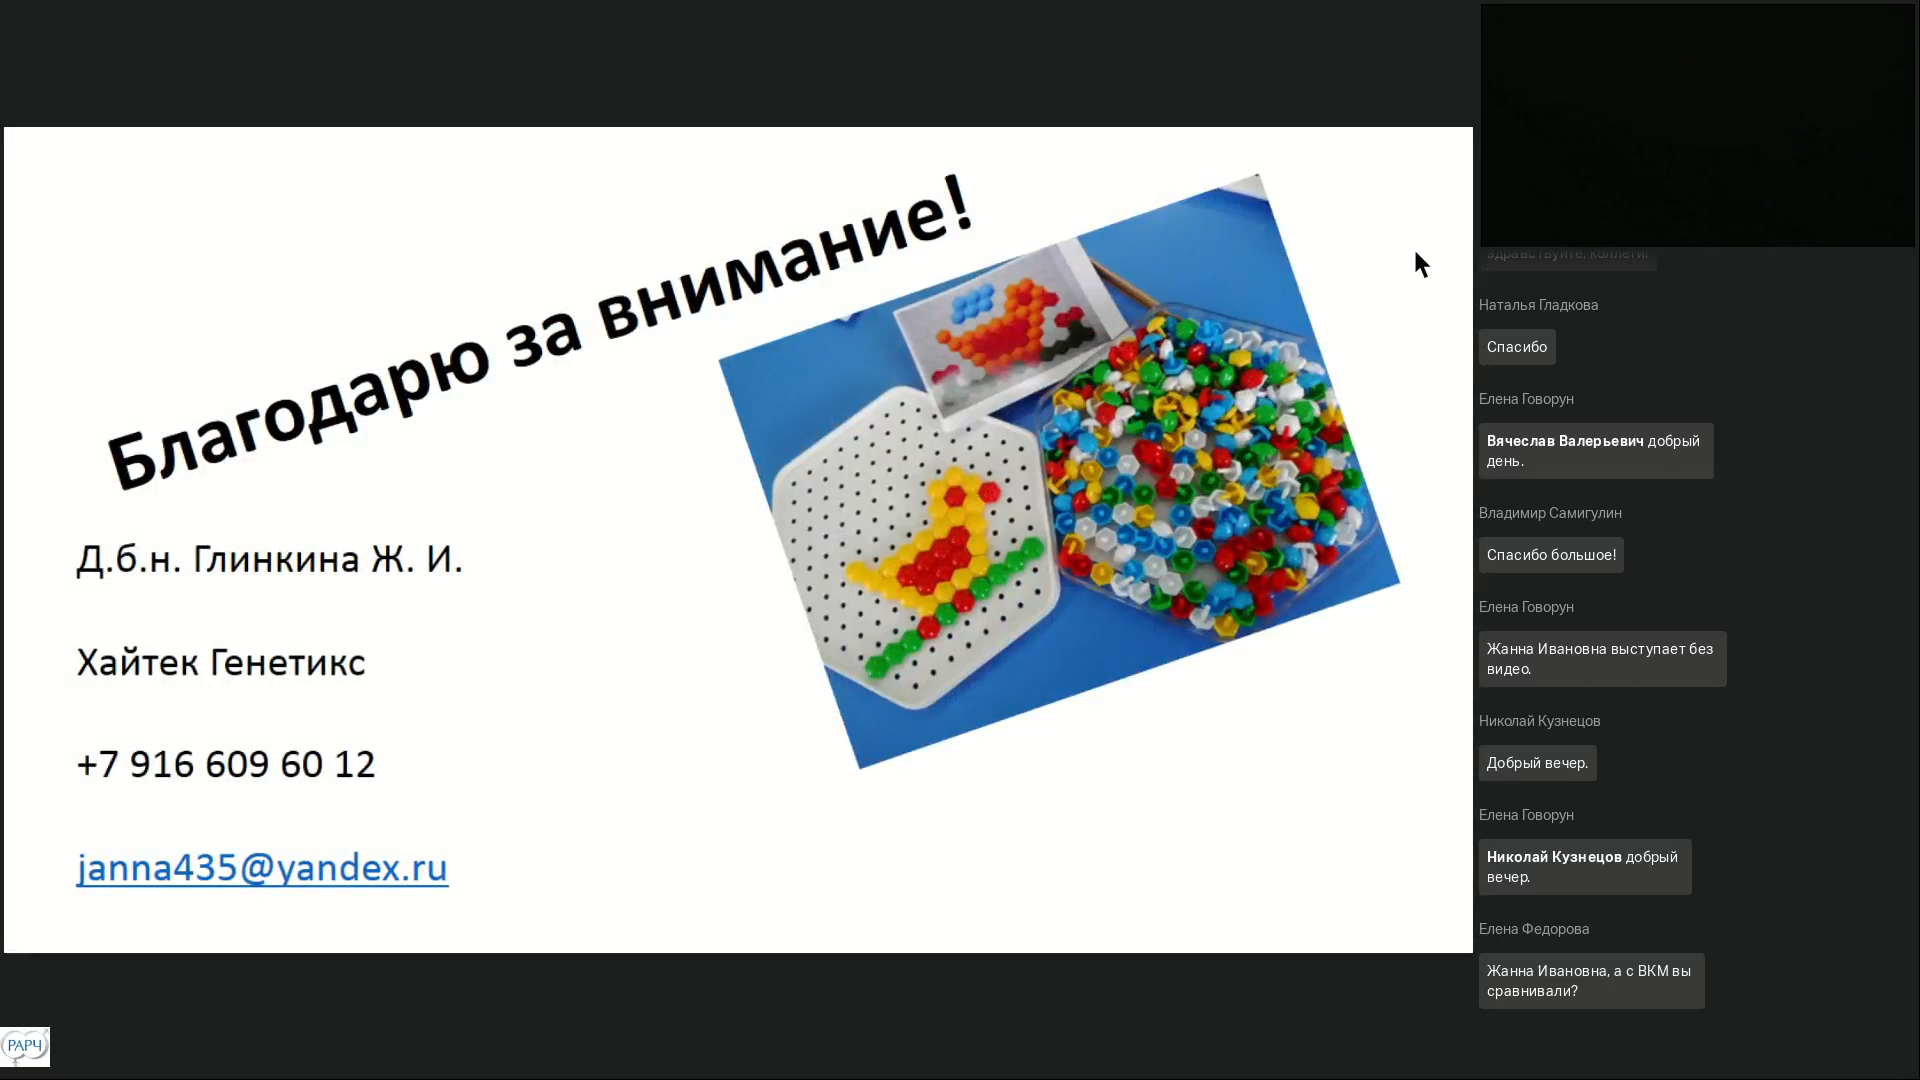 Благодарю за внимание!
Д.б.н. Глинкина Ж. И.
Хайтек Генетикс
+7 916 609 60 12
janna435@yandex.ru
РАРЧ
здравствуйте, коллеги!
Наталья Гладкова
Спасибо
Елена Говорун
Вячеслав Валерьевич добрый
день.
Владимир Самигулин
Спасибо большое!
Елена Говорун
Жанна Ивановна выступает без
видео.
Николай Кузнецов
Добрый вечер.
Елена Говорун
Николай Кузнецов добрый
вечер.
Елена Федорова
Жанна Ивановна, а с ВКМ вы
сравнивали?